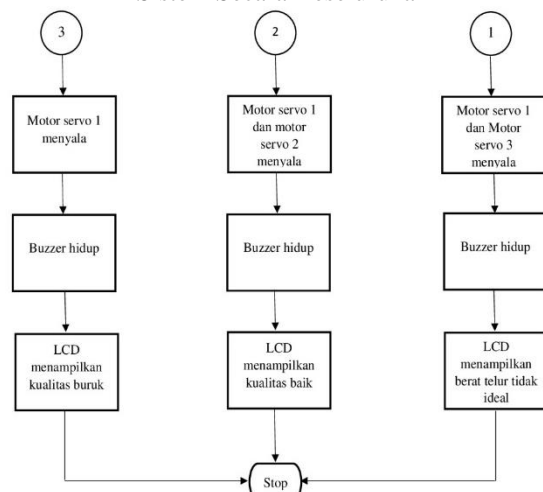 3
2
1
Motor servo 1
menyala
Motor servo 1
dan motor
servo 2
menyala
Motor servo 1
dan Motor
servo 3
menyala
Buzzer hidup
Buzzer hidup
Buzzer hidup
LCD
menampilkan
kualitas buruk
LCD
menampilkan
kualitas baik
LCD
menampilkan
berat telur tidak
ideal
Stop